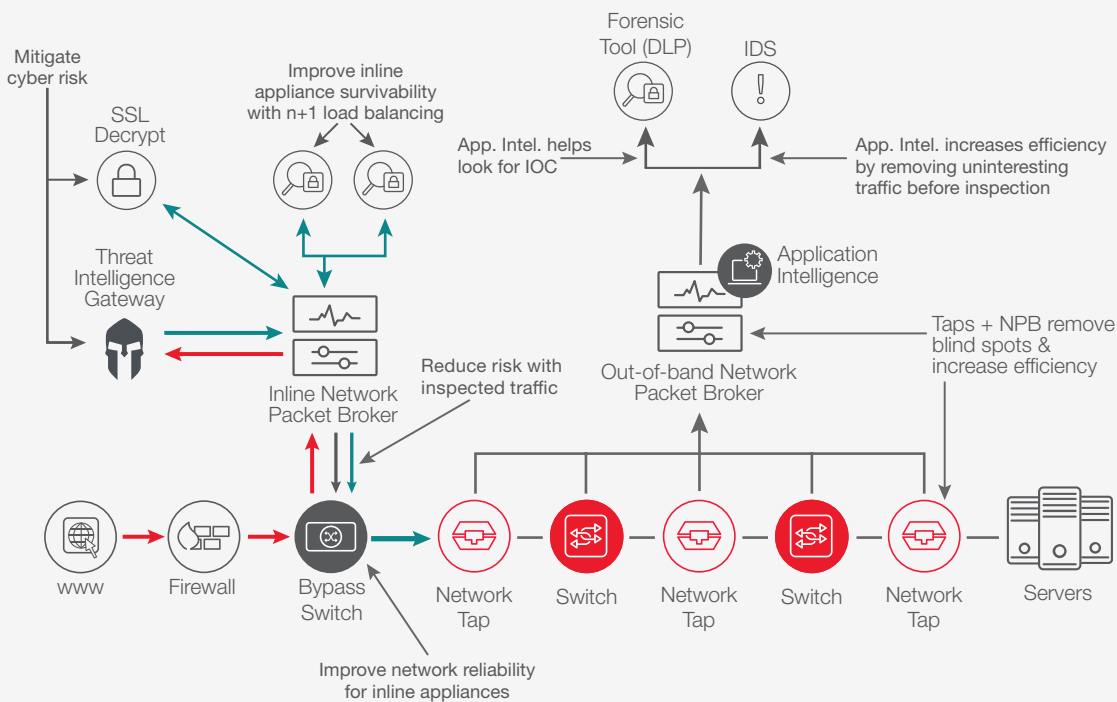 Mitigate
cyber risk
SSL
Decrypt
Improve inline
appliance survivability
with n+1 load balancing
Threat
Intelligence
Gateway
Inline Network
Packet Broker
Reduce risk with
inspected traffic
Forensic
Tool (DLP)
IDS
App. Intel. helps
look for IOC
App. Intel. increases efficiency
by removing uninteresting
traffic before inspection
Application
Intelligence
Out-of-band Network
Packet Broker
Taps + NPB remove
blind spots &
increase efficiency
www
Firewall
Bypass
Switch
Network
Tap
Switch
Network
Tap
Switch
Network
Tap
Servers
Improve network reliability
for inline appliances